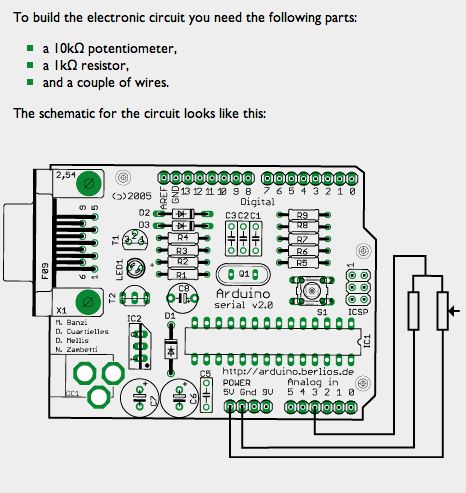 To build the electronic circuit you need the following parts:
a 10kΩ potentiometer,
a 1kΩ resistor,
and a couple of wires.
The schematic for the circuit looks like this:
2,54
(c)2005
AREF
GND
13 12 11 10 9 8
7 6 5 4 3 2 1 0
Digital
D2
D3
C3 C2 C1
R9
R8
R7
R6
R5
T1
R4
R3
R2
R1
9 5
6 1
F09
LED1
+
T2
C8
Q1
Arduino
serial v2.0
S1
1
ICSP
X1
M. Banzi
D. Cuartielles
D. Mellis
N. Zambetti
IC2
D1
IC1
DC1
C7
C6
C5
http://arduino.berlios.de
POWER
5V Gnd 9V
Analog in
5 4 3 2 1 0